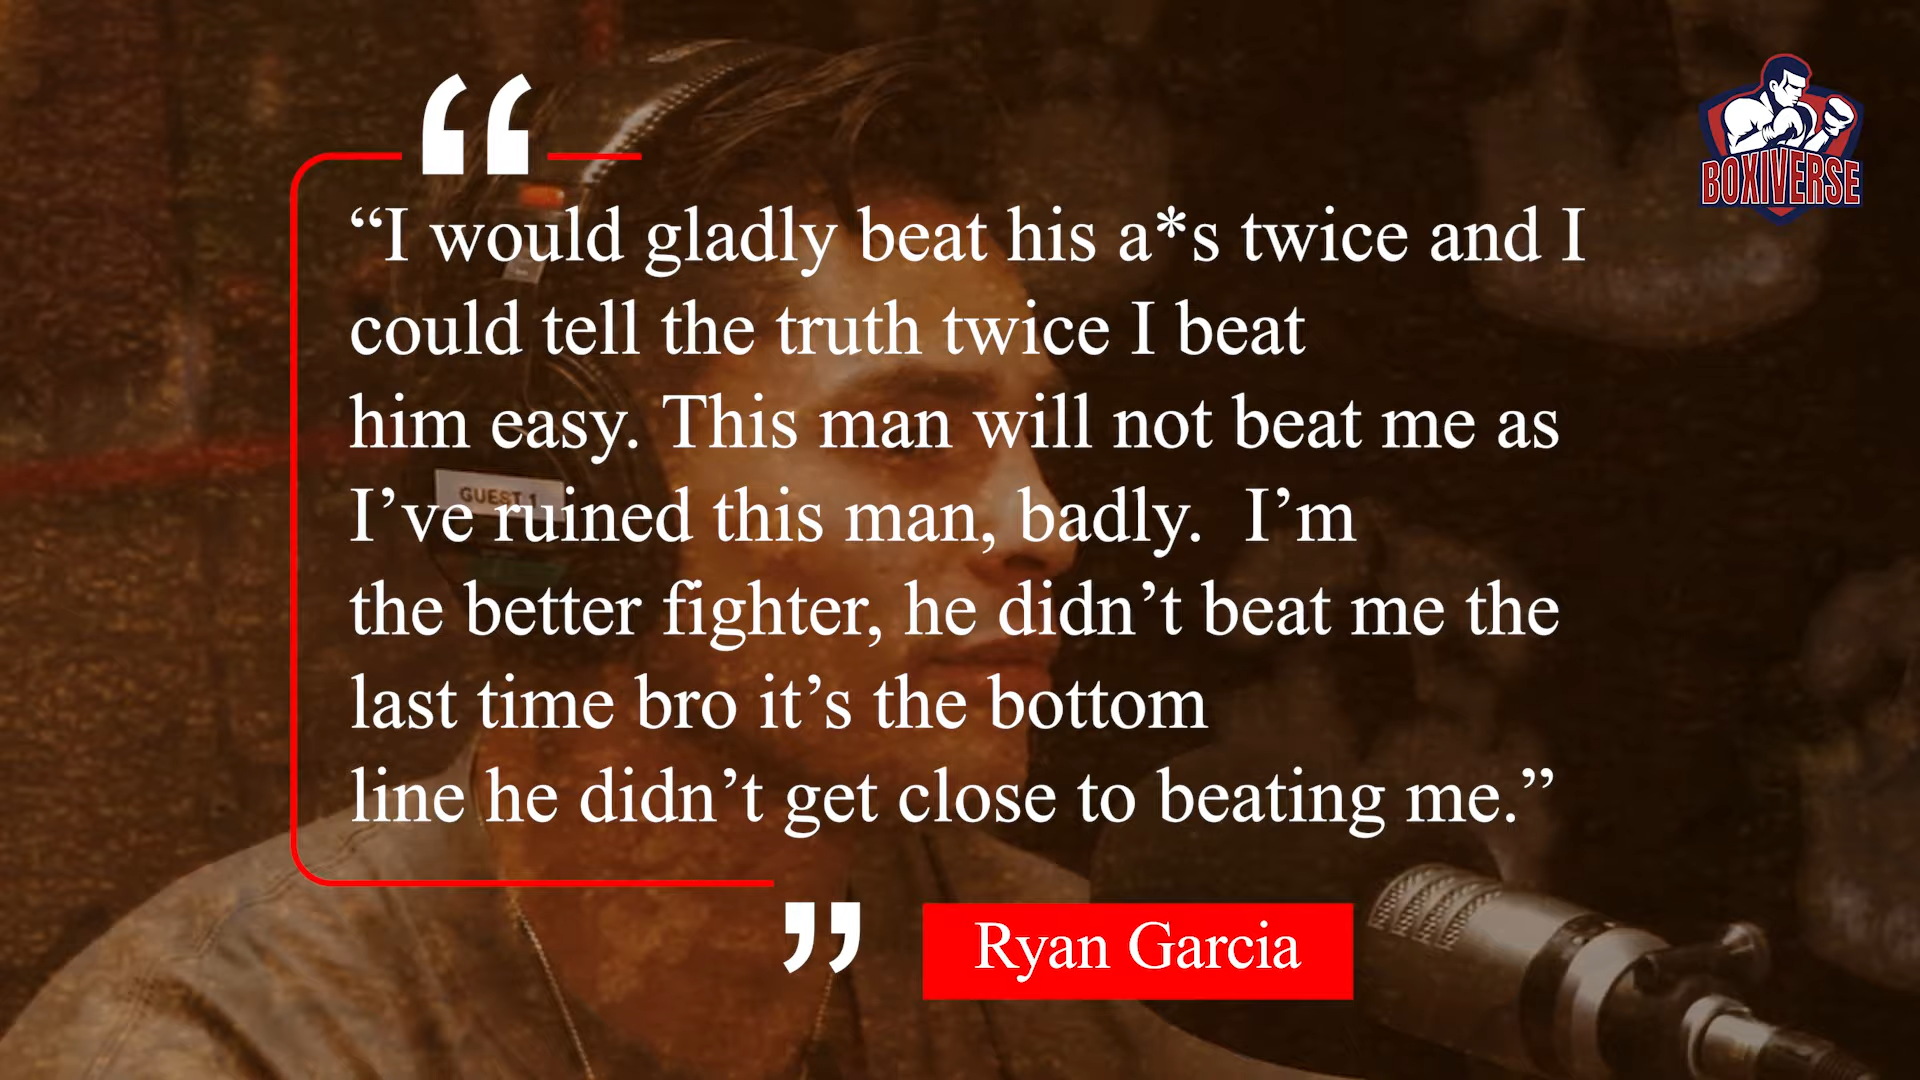 BOXIVERSE
“
“I would gladly beat his a*s twice and I
could tell the truth twice I beat
him easy. This man will not beat me as
I’ve ruined this man, badly.  I’m
the better fighter, he didn’t beat me the
last time bro it’s the bottom
line he didn’t get close to beating me.”
”
Ryan Garcia
GUEST 1